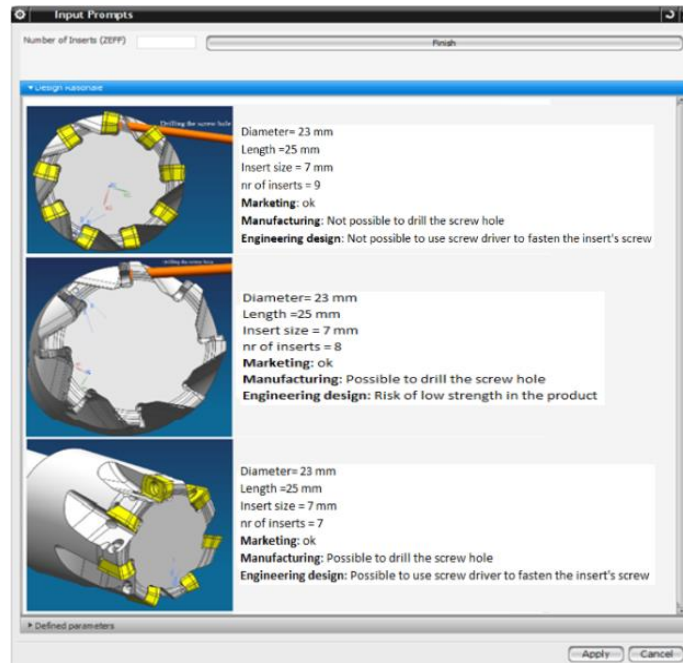 Input Prompts
Number of Inserts (ZEFF)
Finish
Design Rationale
Drilling the screw hole
Diameter= 23 mm
Length =25 mm
Insert size = 7 mm
nr of inserts = 9
Marketing: ok
Manufacturing: Not possible to drill the screw hole
Engineering design: Not possible to use screw driver to fasten the insert's screw
Drilling the screw hole
Diameter= 23 mm
Length =25 mm
Insert size = 7 mm
nr of inserts = 8
Marketing: ok
Manufacturing: Possible to drill the screw hole
Engineering design: Risk of low strength in the product
Diameter= 23 mm
Length =25 mm
Insert size = 7 mm
nr of inserts = 7
Marketing: ok
Manufacturing: Possible to drill the screw hole
Engineering design: Possible to use screw driver to fasten the insert's screw
Defined parameters
Apply
Cancel